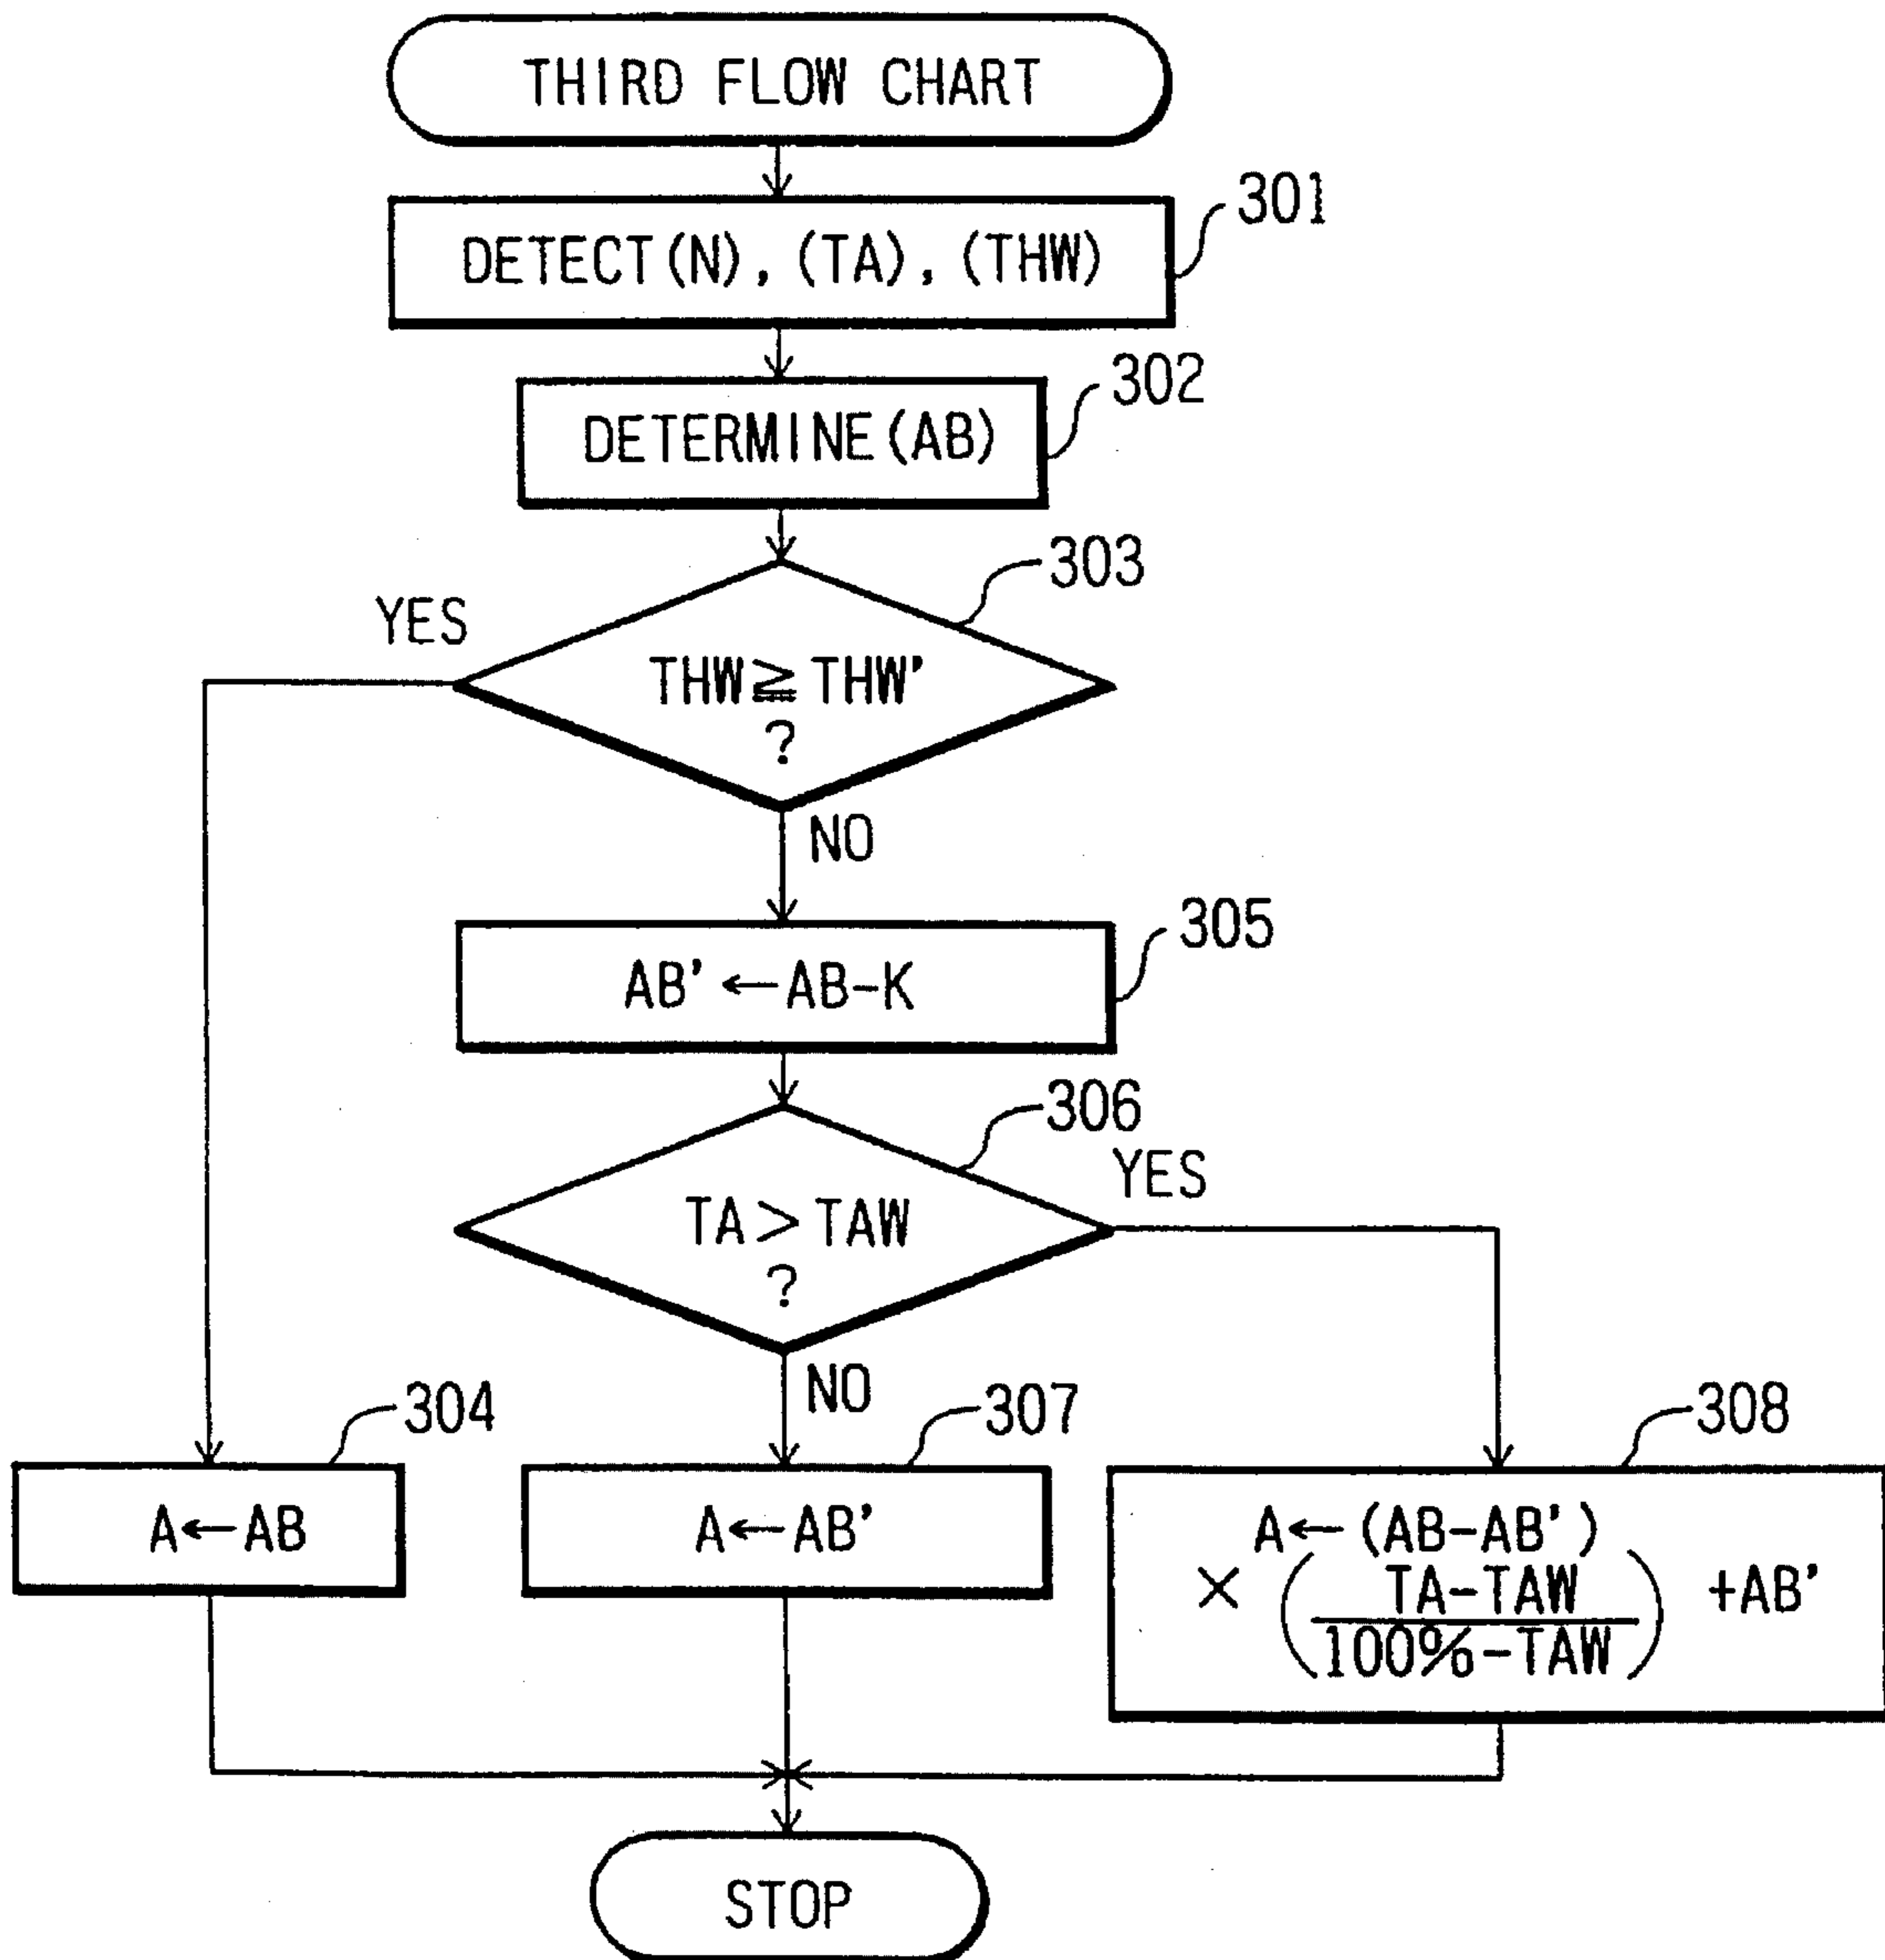 THIRD FLOW CHART
301
DETECT(N), (TA), (THW)
302
DETERMINE(AB)
303
YES
THW≧THW'
?
NO
305
AB'←AB-K
306
YES
TA>TAW
?
NO
304
307
308
A←AB
A←AB'
A←(AB-AB')
×(TA-TAW
100%-TAW) +AB'
STOP